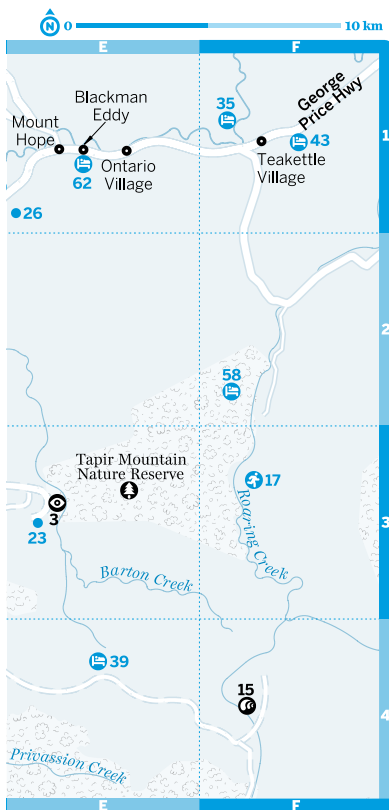 N 0 10 km
E F
35
George
Price Hwy
Blackman
Eddy
Mount
Hope
43
1
62
Ontario
Village
Teakettle
Village
26
2
58
Tapir Mountain
Nature Reserve
17
3
23
Roaring Creek
3
Barton Creek
39
15
4
Privassion Creek
E F